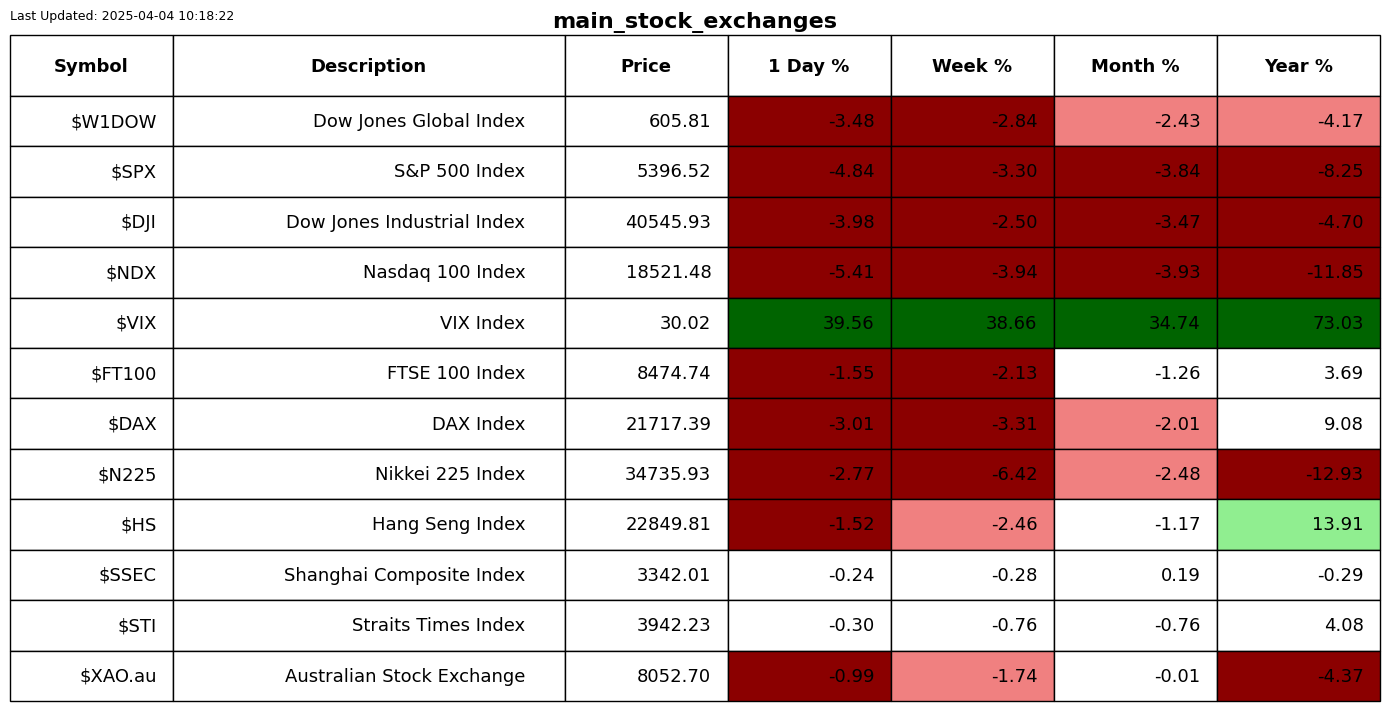 Last Updated: 2025-04-04 10:18:22
main_stock_exchanges
Symbol Description Price 1 Day % Week % Month % Year %
$W1DOW Dow Jones Global Index 605.81 -3.48 -2.84 -2.43 -4.17
$SPX S&P 500 Index 5396.52 -4.84 -3.30 -3.84 -8.25
$DJI Dow Jones Industrial Index 40545.93 -3.98 -2.50 -3.47 -4.70
$NDX Nasdaq 100 Index 18521.48 -5.41 -3.94 -3.93 -11.85
$VIX VIX Index 30.02 39.56 38.66 34.74 73.03
$FT100 FTSE 100 Index 8474.74 -1.55 -2.13 -1.26 3.69
$DAX DAX Index 21717.39 -3.01 -3.31 -2.01 9.08
$N225 Nikkei 225 Index 34735.93 -2.77 -6.42 -2.48 -12.93
$HS Hang Seng Index 22849.81 -1.52 -2.46 -1.17 13.91
$SSEC Shanghai Composite Index 3342.01 -0.24 -0.28 0.19 -0.29
$STI Straits Times Index 3942.23 -0.30 -0.76 -0.76 4.08
$XAO.au Australian Stock Exchange 8052.70 -0.99 -1.74 -0.01 -4.37